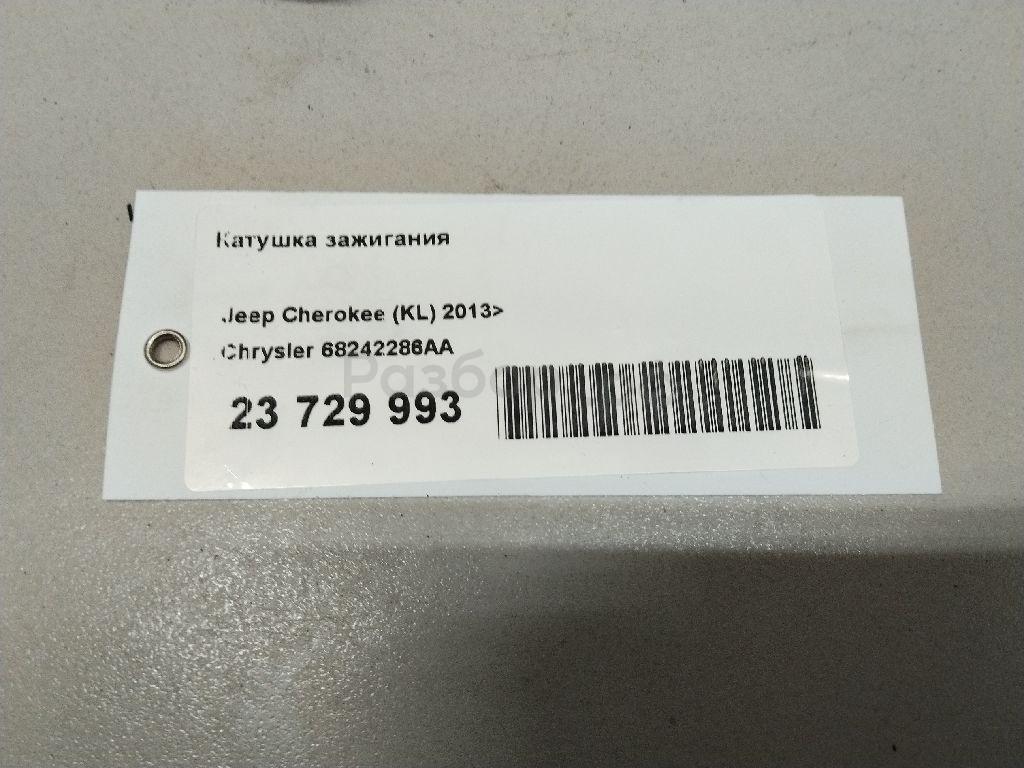 Катушка зажигания
Jeep Cherokee (KL) 2013>
Chrysler 68242286AA
23 729 993